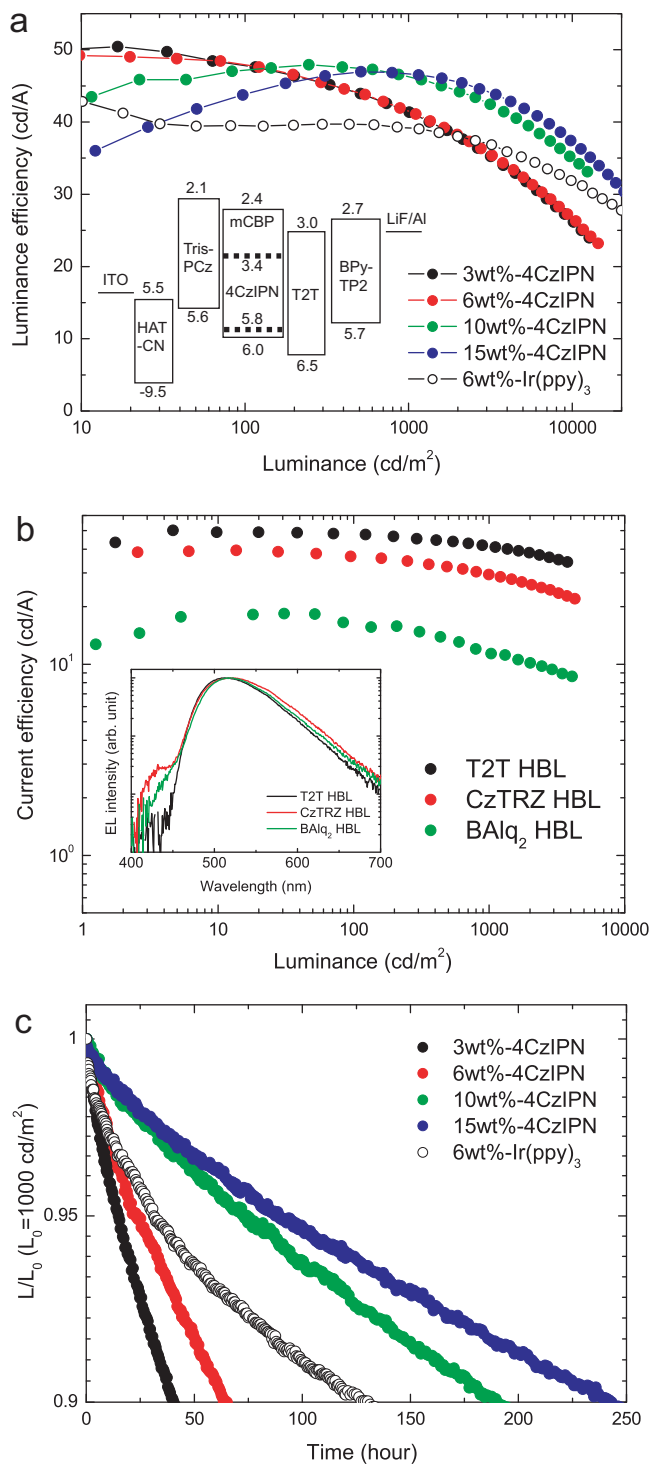 a
Luminance efficiency (cd/A)
50
40
30
20
10
0
10
100
1000
10000
Luminance (cd/m²)
ITO
5.5
HAT
-CN
-9.5
2.1
Tris-
PCz
5.6
2.4
mCBP
3.4
4CzIPN
5.8
6.0
3.0
T2T
6.5
2.7
BPy-
TP2
5.7
LiF/Al
3wt%-4CzIPN
6wt%-4CzIPN
10wt%-4CzIPN
15wt%-4CzIPN
6wt%-Ir(ppy)₃
b
Current efficiency (cd/A)
10¹
10⁰
1
10
100
1000
10000
Luminance (cd/m²)
EL intensity (arb. unit)
T2T HBL
CzTRZ HBL
BAlq₂ HBL
400
500
600
700
Wavelength (nm)
T2T HBL
CzTRZ HBL
BAlq₂ HBL
c
L/L₀ (L₀=1000 cd/m²)
1
0.95
0.9
0
50
100
150
200
250
Time (hour)
3wt%-4CzIPN
6wt%-4CzIPN
10wt%-4CzIPN
15wt%-4CzIPN
6wt%-Ir(ppy)₃